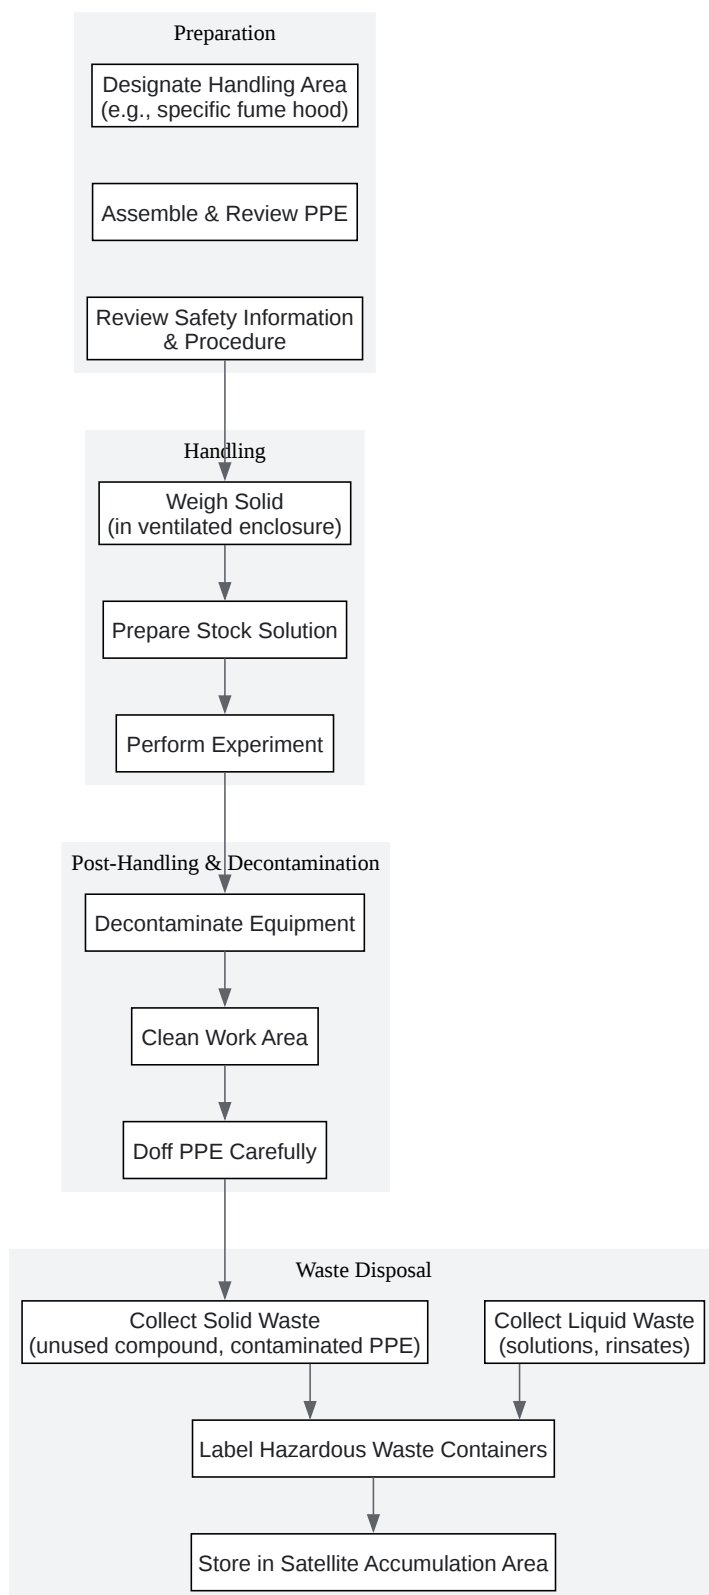 Preparation
Designate Handling Area
(e.g., specific fume hood)
Assemble & Review PPE
Review Safety Information
& Procedure
Handling
Weigh Solid
(in ventilated enclosure)
Prepare Stock Solution
Perform Experiment
Post-Handling & Decontamination
Decontaminate Equipment
Clean Work Area
Doff PPE Carefully
Waste Disposal
Collect Solid Waste
(unused compound, contaminated PPE)
Collect Liquid Waste
(solutions, rinsates)
Label Hazardous Waste Containers
Store in Satellite Accumulation Area